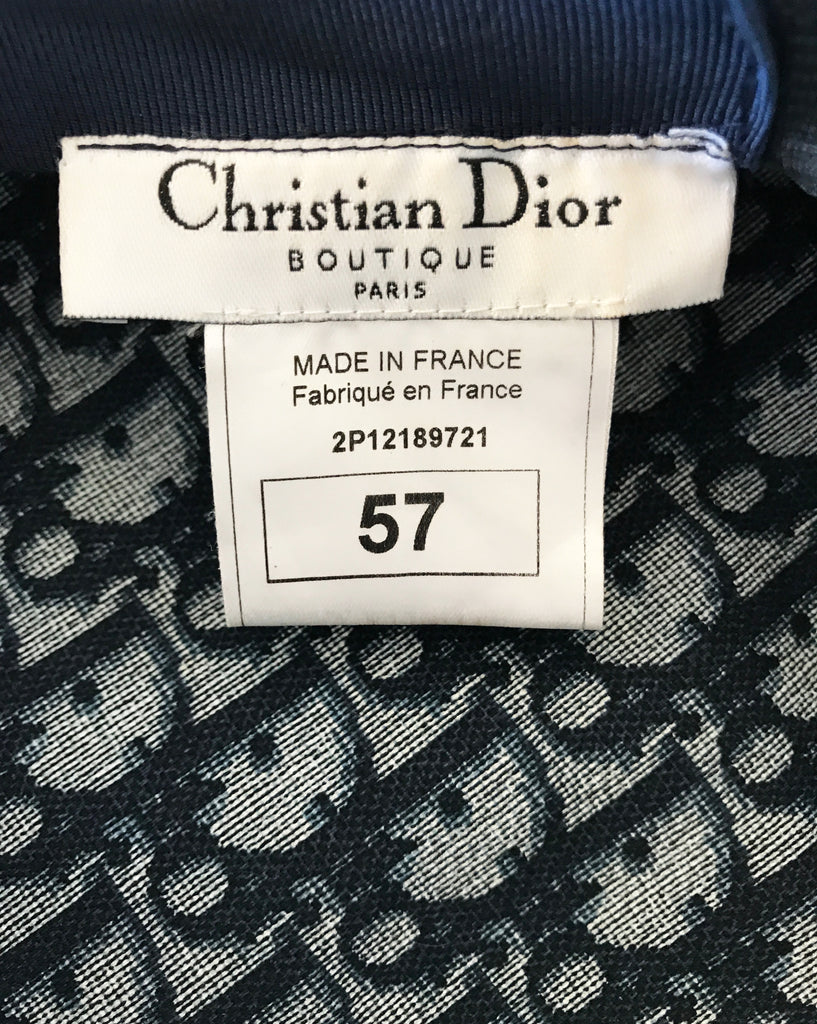 Christian Dior
BOUTIQUE
PARIS
MADE IN FRANCE
Fabriqué en France
2P12189721
57